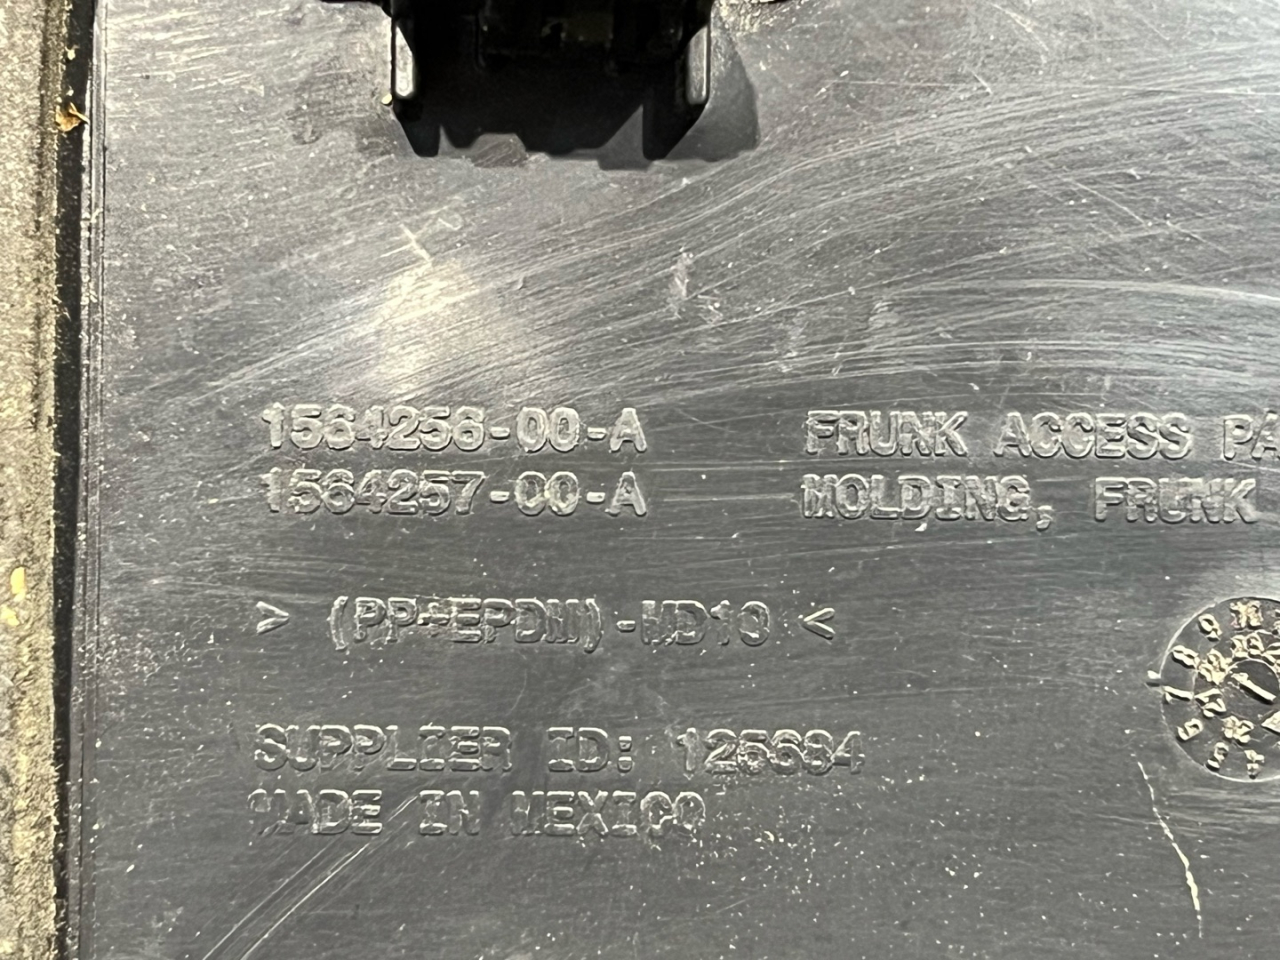 1564256-00-A FRUNK ACCESS PA
1564257-00-A MOLDING, FRUNK
> (PP+EPDM)-MD10 <
SUPPLIER ID: 125684
MADE IN MEXICO